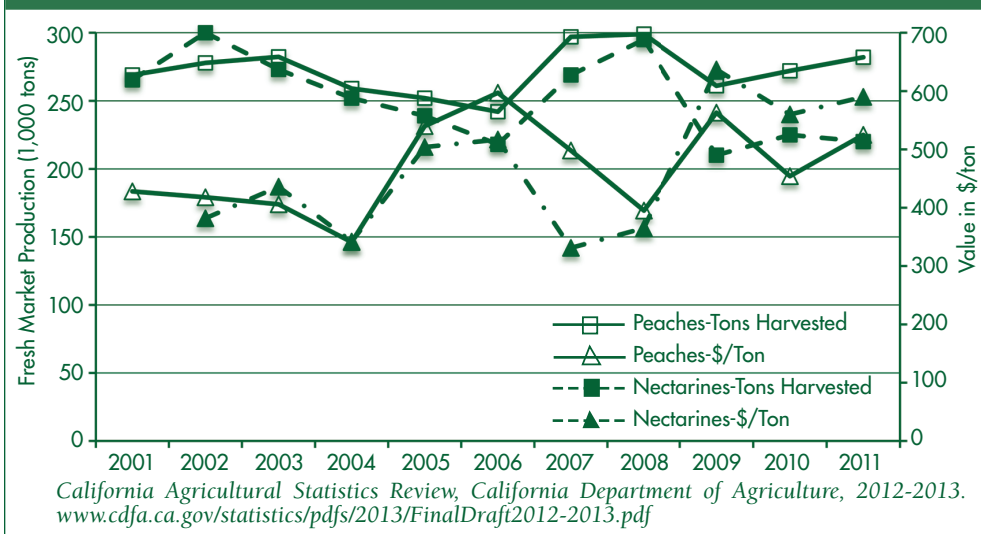 Fresh Market Production (1,000 tons)
300
250
200
150
100
50
0
700
600
500
400
300
200
100
0
Value in $/ton
Peaches-Tons Harvested
Peaches-$/Ton
Nectarines-Tons Harvested
Nectarines-$/Ton
2001 2002 2003 2004 2005 2006 2007 2008 2009 2010 2011
California Agricultural Statistics Review, California Department of Agriculture, 2012-2013.
www.cdfa.ca.gov/statistics/pdfs/2013/FinalDraft2012-2013.pdf